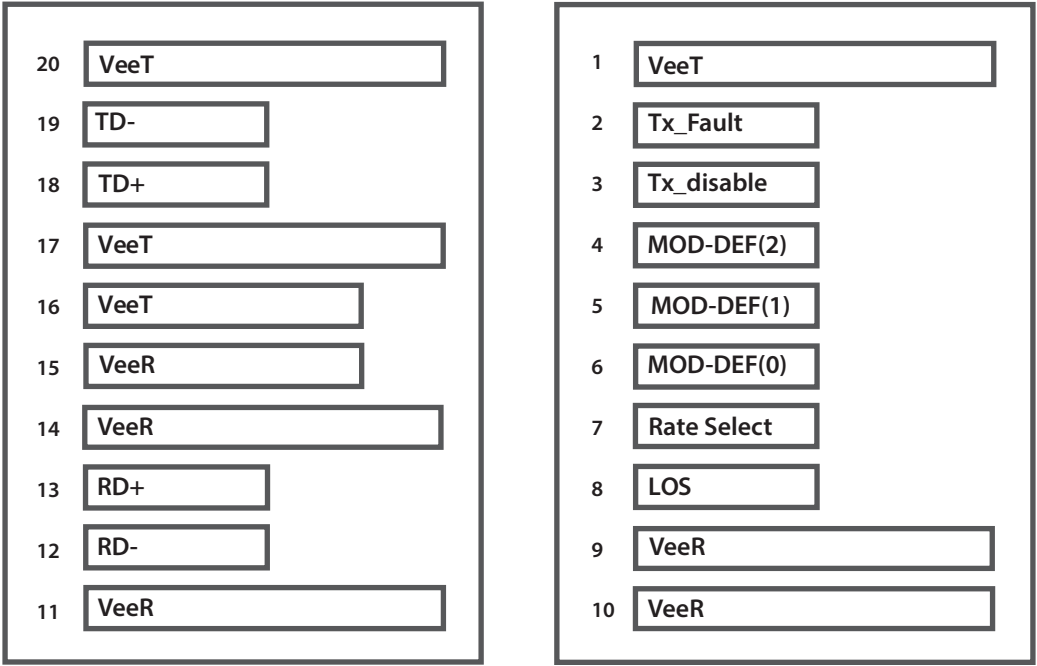 20 VeeT
19 TD-
18 TD+
17 VeeT
16 VeeT
15 VeeR
14 VeeR
13 RD+
12 RD-
11 VeeR
1 VeeT
2 Tx_Fault
3 Tx_disable
4 MOD-DEF(2)
5 MOD-DEF(1)
6 MOD-DEF(0)
7 Rate Select
8 LOS
9 VeeR
10 VeeR